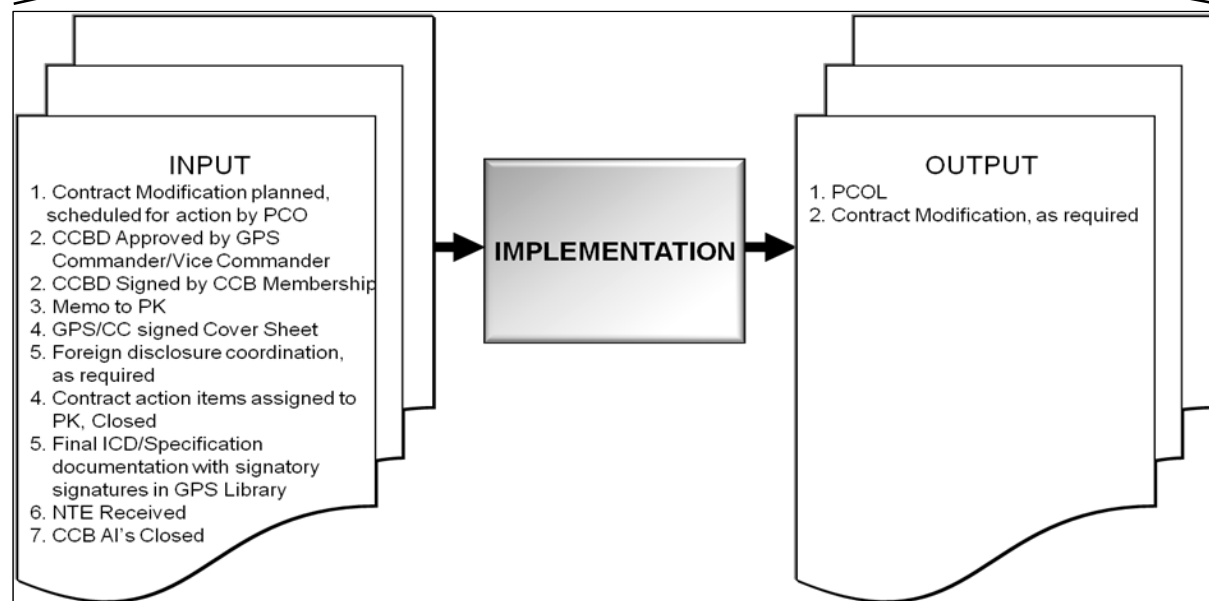 INPUT
1. Contract Modification planned,
scheduled for action by PCO
2. CCBD Approved by GPS
Commander/Vice Commander
2. CCBD Signed by CCB Membership
3. Memo to PK
4. GPS/CC signed Cover Sheet
5. Foreign disclosure coordination,
as required
4. Contract action items assigned to
PK, Closed
5. Final ICD/Specification
documentation with signatory
signatures in GPS Library
6. NTE Received
7. CCB AI's Closed
IMPLEMENTATION
OUTPUT
1. PCOL
2. Contract Modification, as required